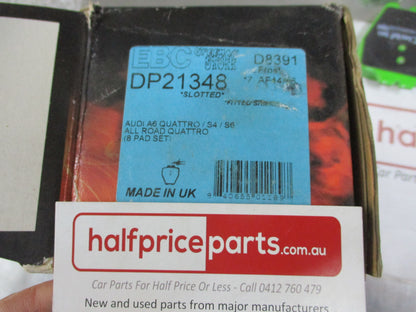 EBC
D8391
DP21348
Front
"SLOTTED"
AUDI A6 QUATTRO / S4 / S6
ALL ROAD QUATTRO
(8 PAD SET)
MADE IN UK
halfpriceparts.com.au
Car Parts For Half Price Or Less - Call 0412 760 479
New and used parts from major manufacturers